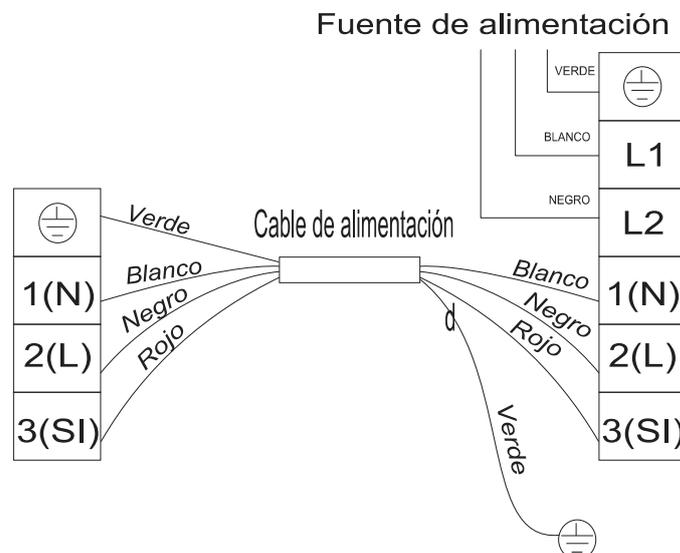 Fuente de alimentación
VERDE
BLANCO
L1
NEGRO
L2
Verde
Cable de alimentación
1(N)
Blanco
Negro
2(L)
Rojo
3(SI)
d
Blanco
1(N)
Negro
2(L)
Rojo
3(SI)
Verde